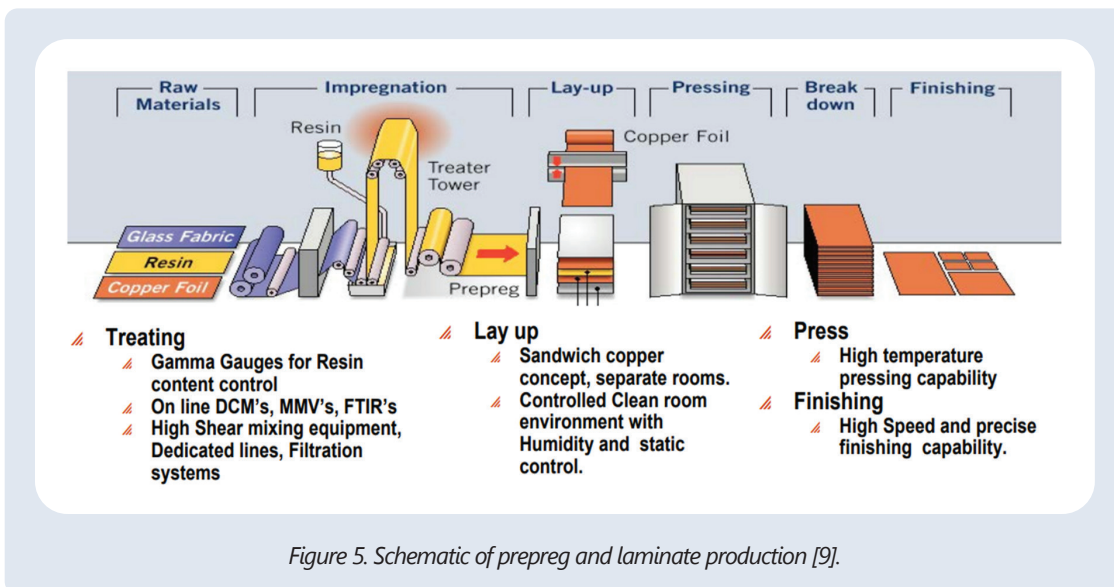 Raw
Materials
Impregnation
Lay-up
Pressing
Break
down
Finishing
Resin
Treater
Tower
Copper Foil
Glass Fabric
Resin
Copper Foil
Prepreg
Treating
Gamma Gauges for Resin
content control
On line DCM's, MMV's, FTIR's
High Shear mixing equipment,
Dedicated lines, Filtration
systems
Lay up
Sandwich copper
concept, separate rooms.
Controlled Clean room
environment with
Humidity and static
control.
Press
High temperature
pressing capability
Finishing
High Speed and precise
finishing capability.
Figure 5. Schematic of prepreg and laminate production [9].